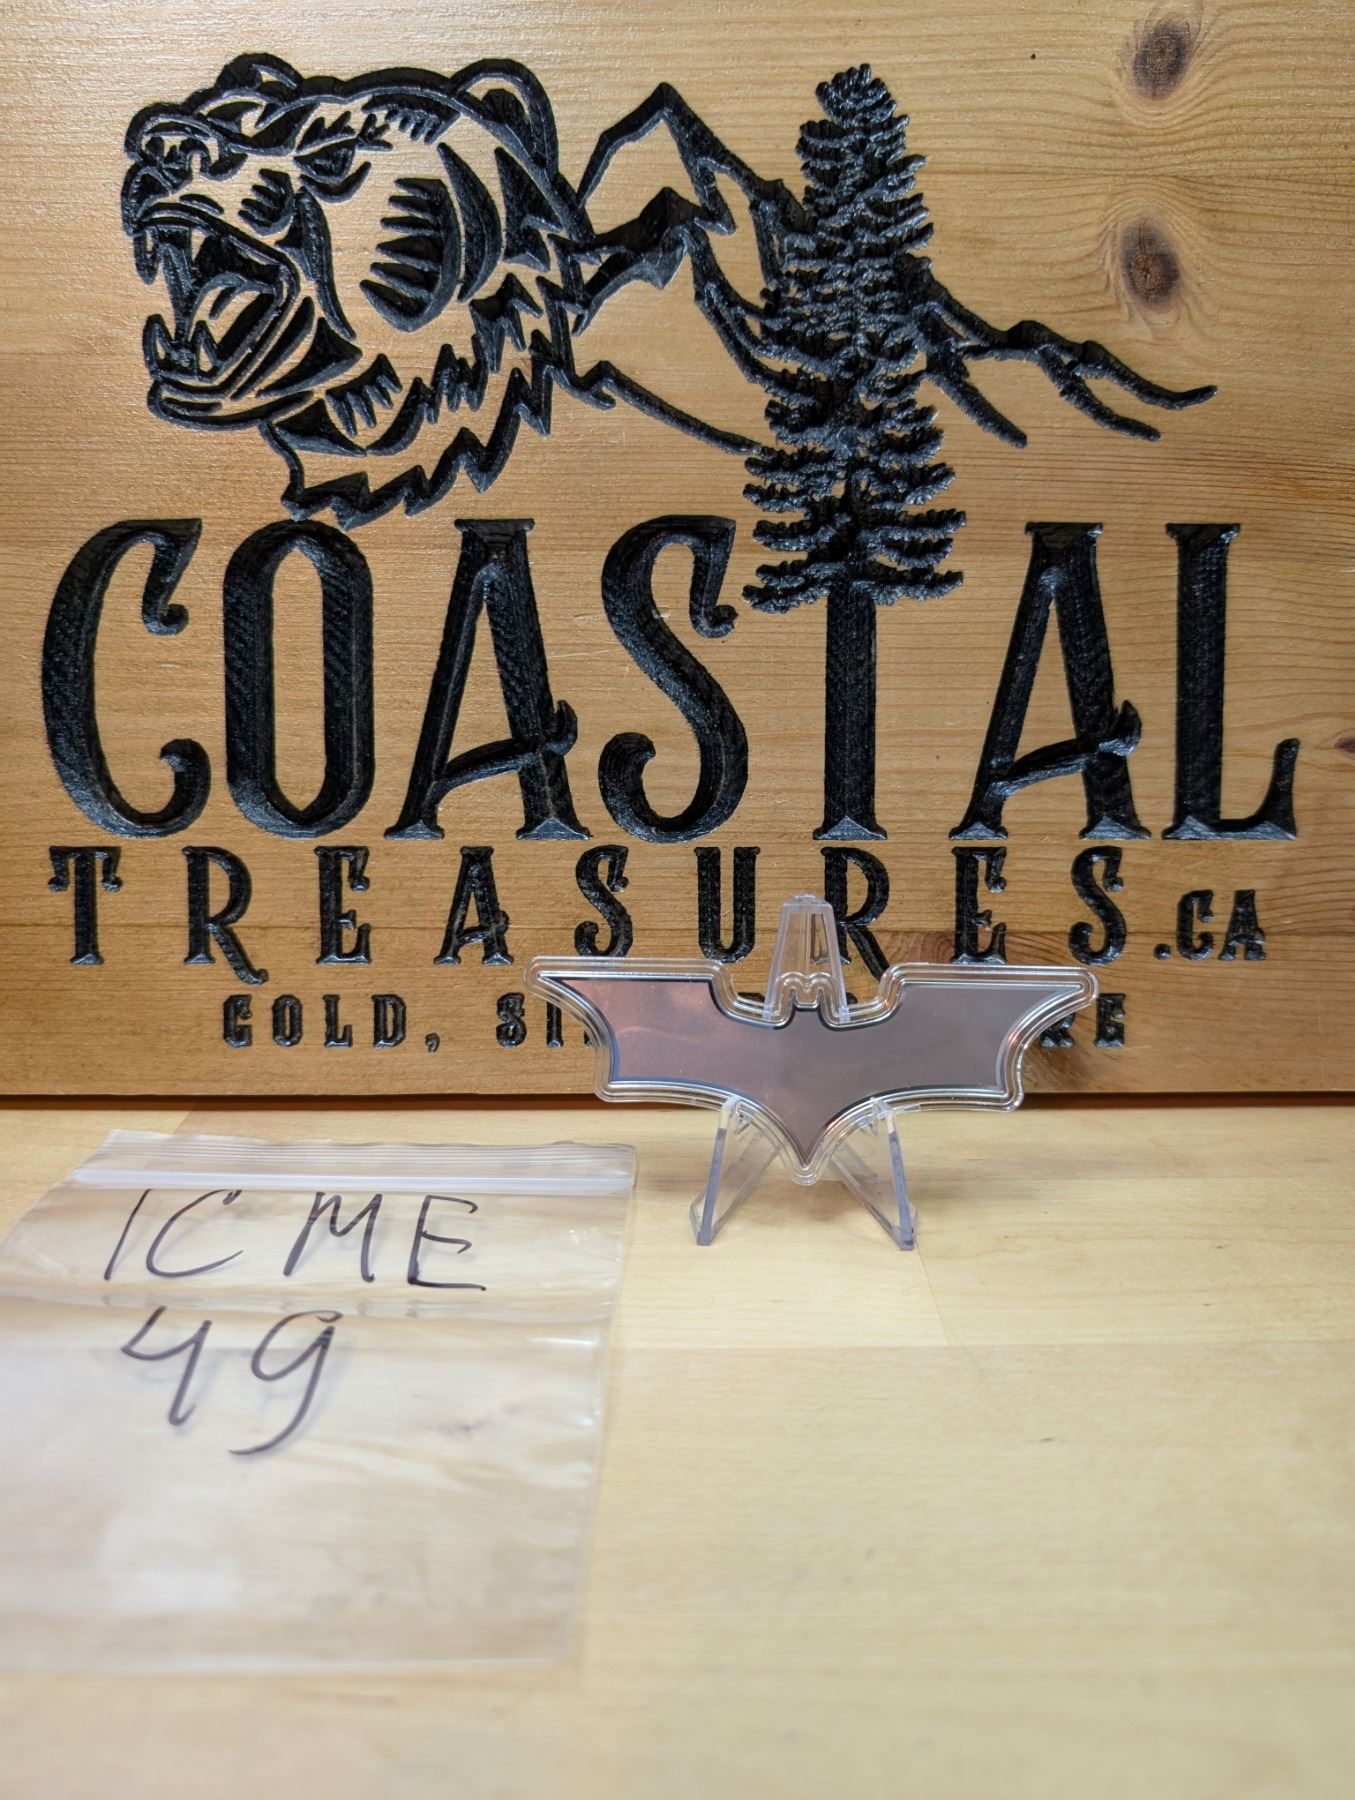 COASTAL
TREASURES.CA
GOLD,
ICME
49